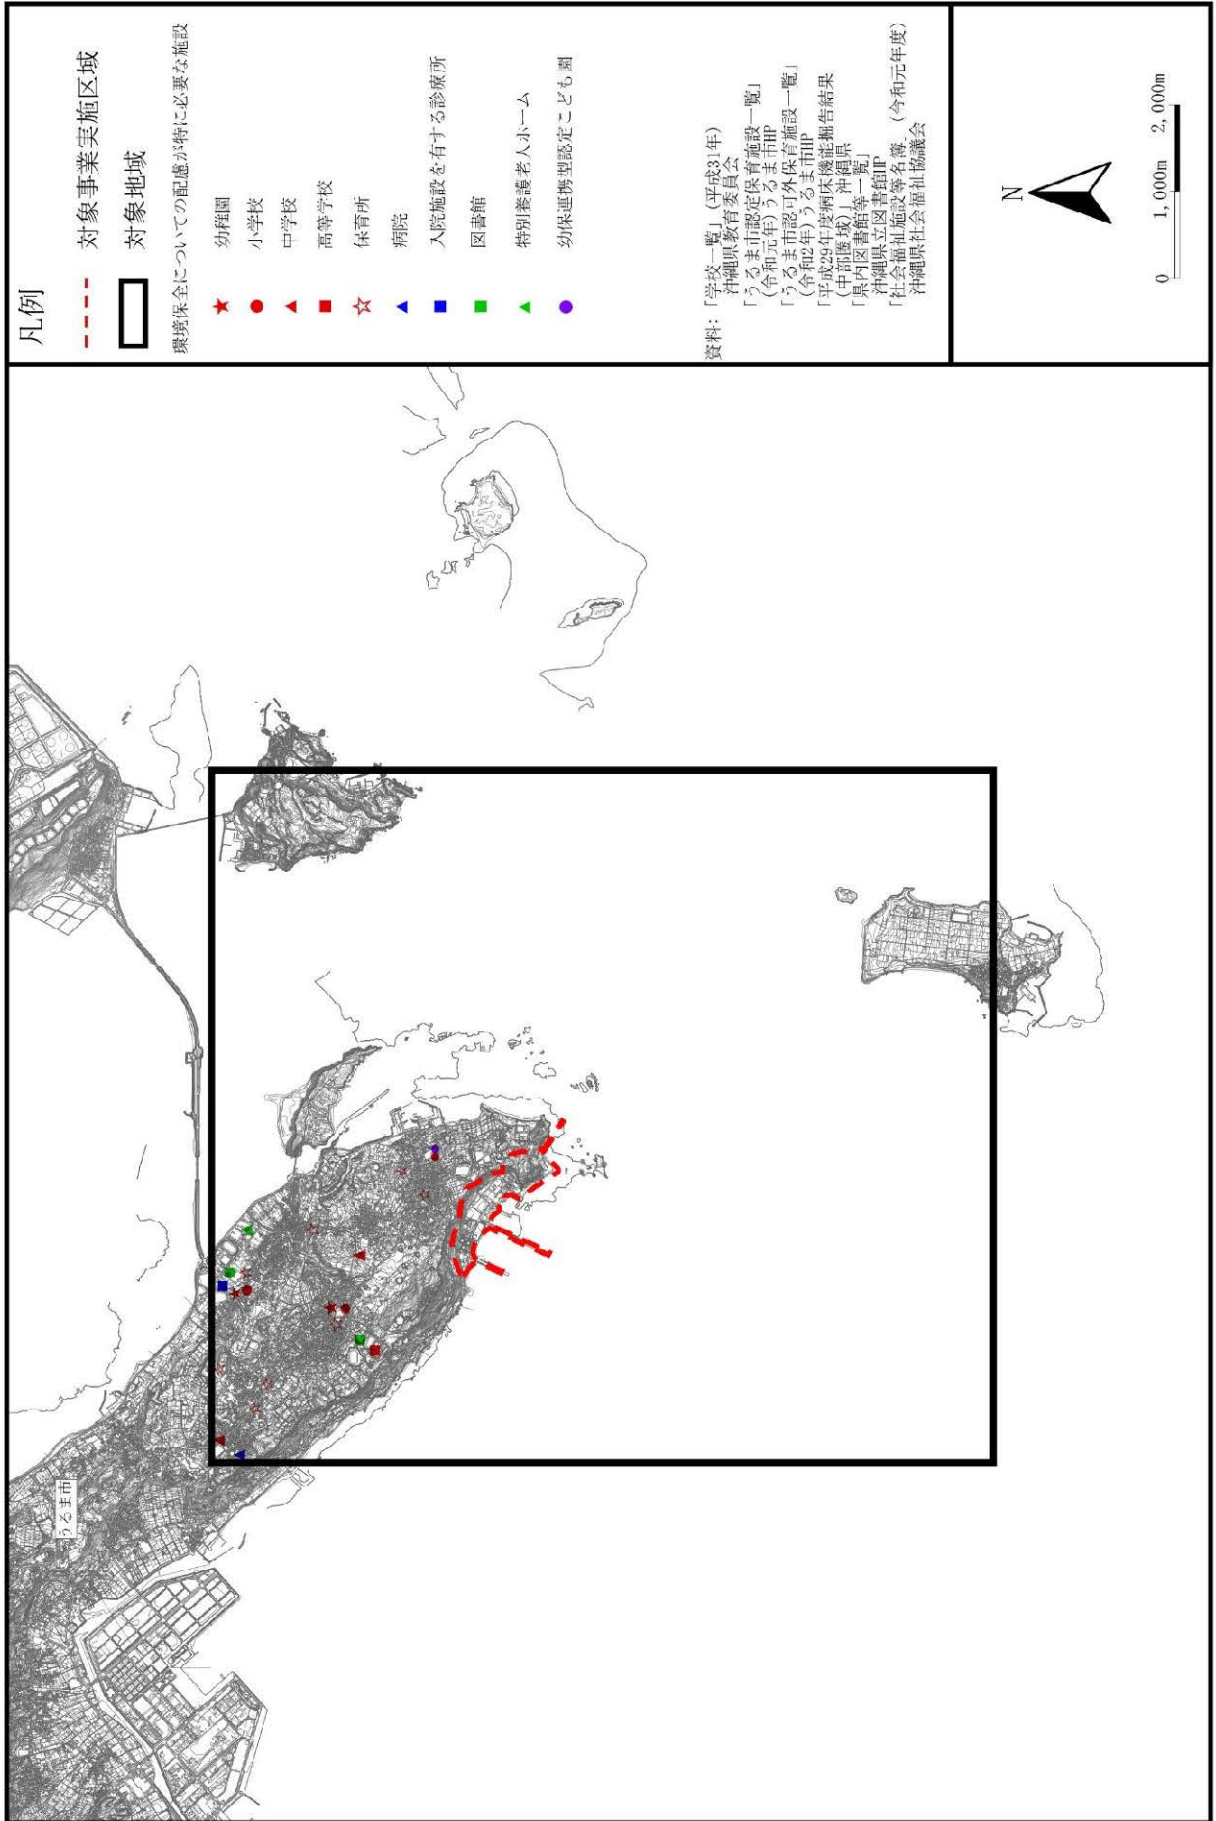 凡例
対象事業実施区域
対象地域
環境保全についての配慮が特に必要な施設
幼稚園
小学校
中学校
高等学校
保育所
病院
入院施設を有する診療所
図書館
特別養護老人ホーム
幼保連携型認定こども園
資料:「学校一覧」(平成31年)
沖縄県教育委員会
「うるま市認定保育施設一覧」
(令和元年)うるま市HP
「うるま市認可外保育施設一覧」
(令和2年)うるま市HP
「平成29年度病床機能報告結果
(中部医域)」沖縄県
「県内図書館等一覧」
沖縄県立図書館HP
「社会福祉施設等名簿 (令和元年度)
沖縄県社会福祉協議会
N
0 1,000m 2,000m
うるま市